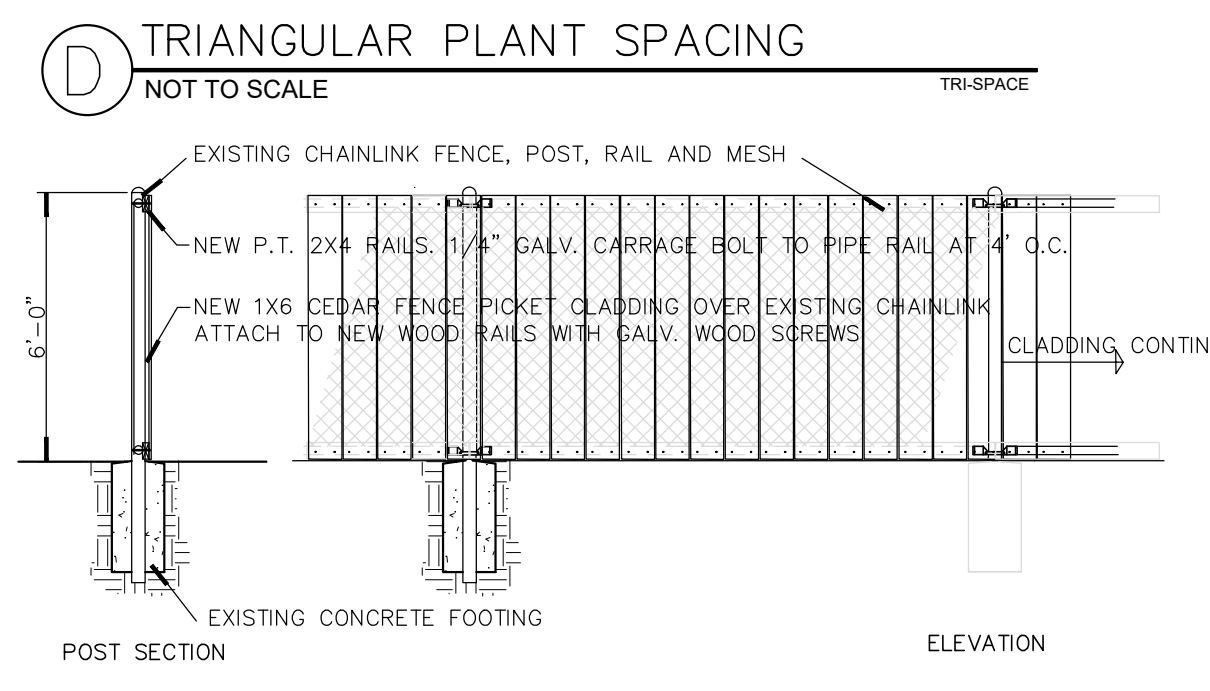 D
TRIANGULAR PLANT SPACING
NOT TO SCALE
TRI-SPACE
EXISTING CHAINLINK FENCE, POST, RAIL AND MESH
NEW P.T. 2X4 RAILS. 1/4" GALV. CARRAGE BOLT TO PIPE RAIL AT 4' O.C.
NEW 1X6 CEDAR FENCE PICKET CLADDING OVER EXISTING CHAINLINK
ATTACH TO NEW WOOD RAILS WITH GALV. WOOD SCREWS
6'-0"
CLADDING CONTIN
EXISTING CONCRETE FOOTING
POST SECTION
ELEVATION